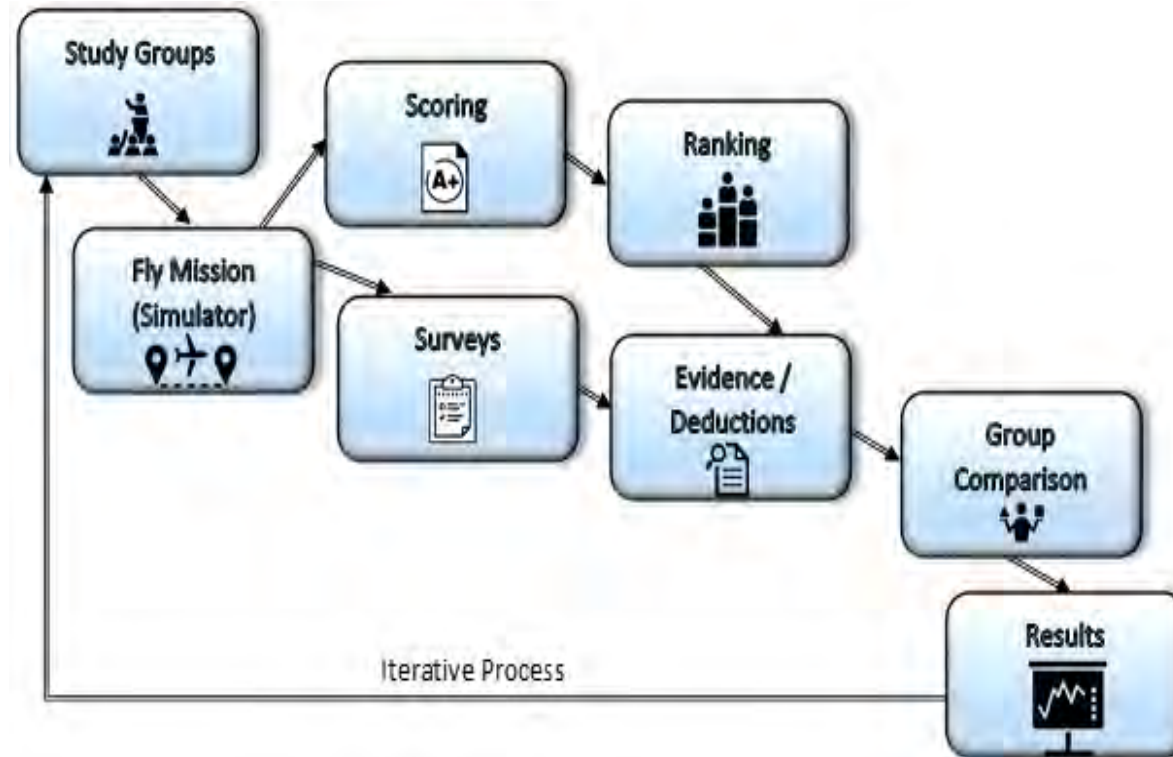 Study Groups
Scoring
A+
Ranking
Fly Mission
(Simulator)
Surveys
Evidence /
Deductions
Group
Comparison
Results
Iterative Process